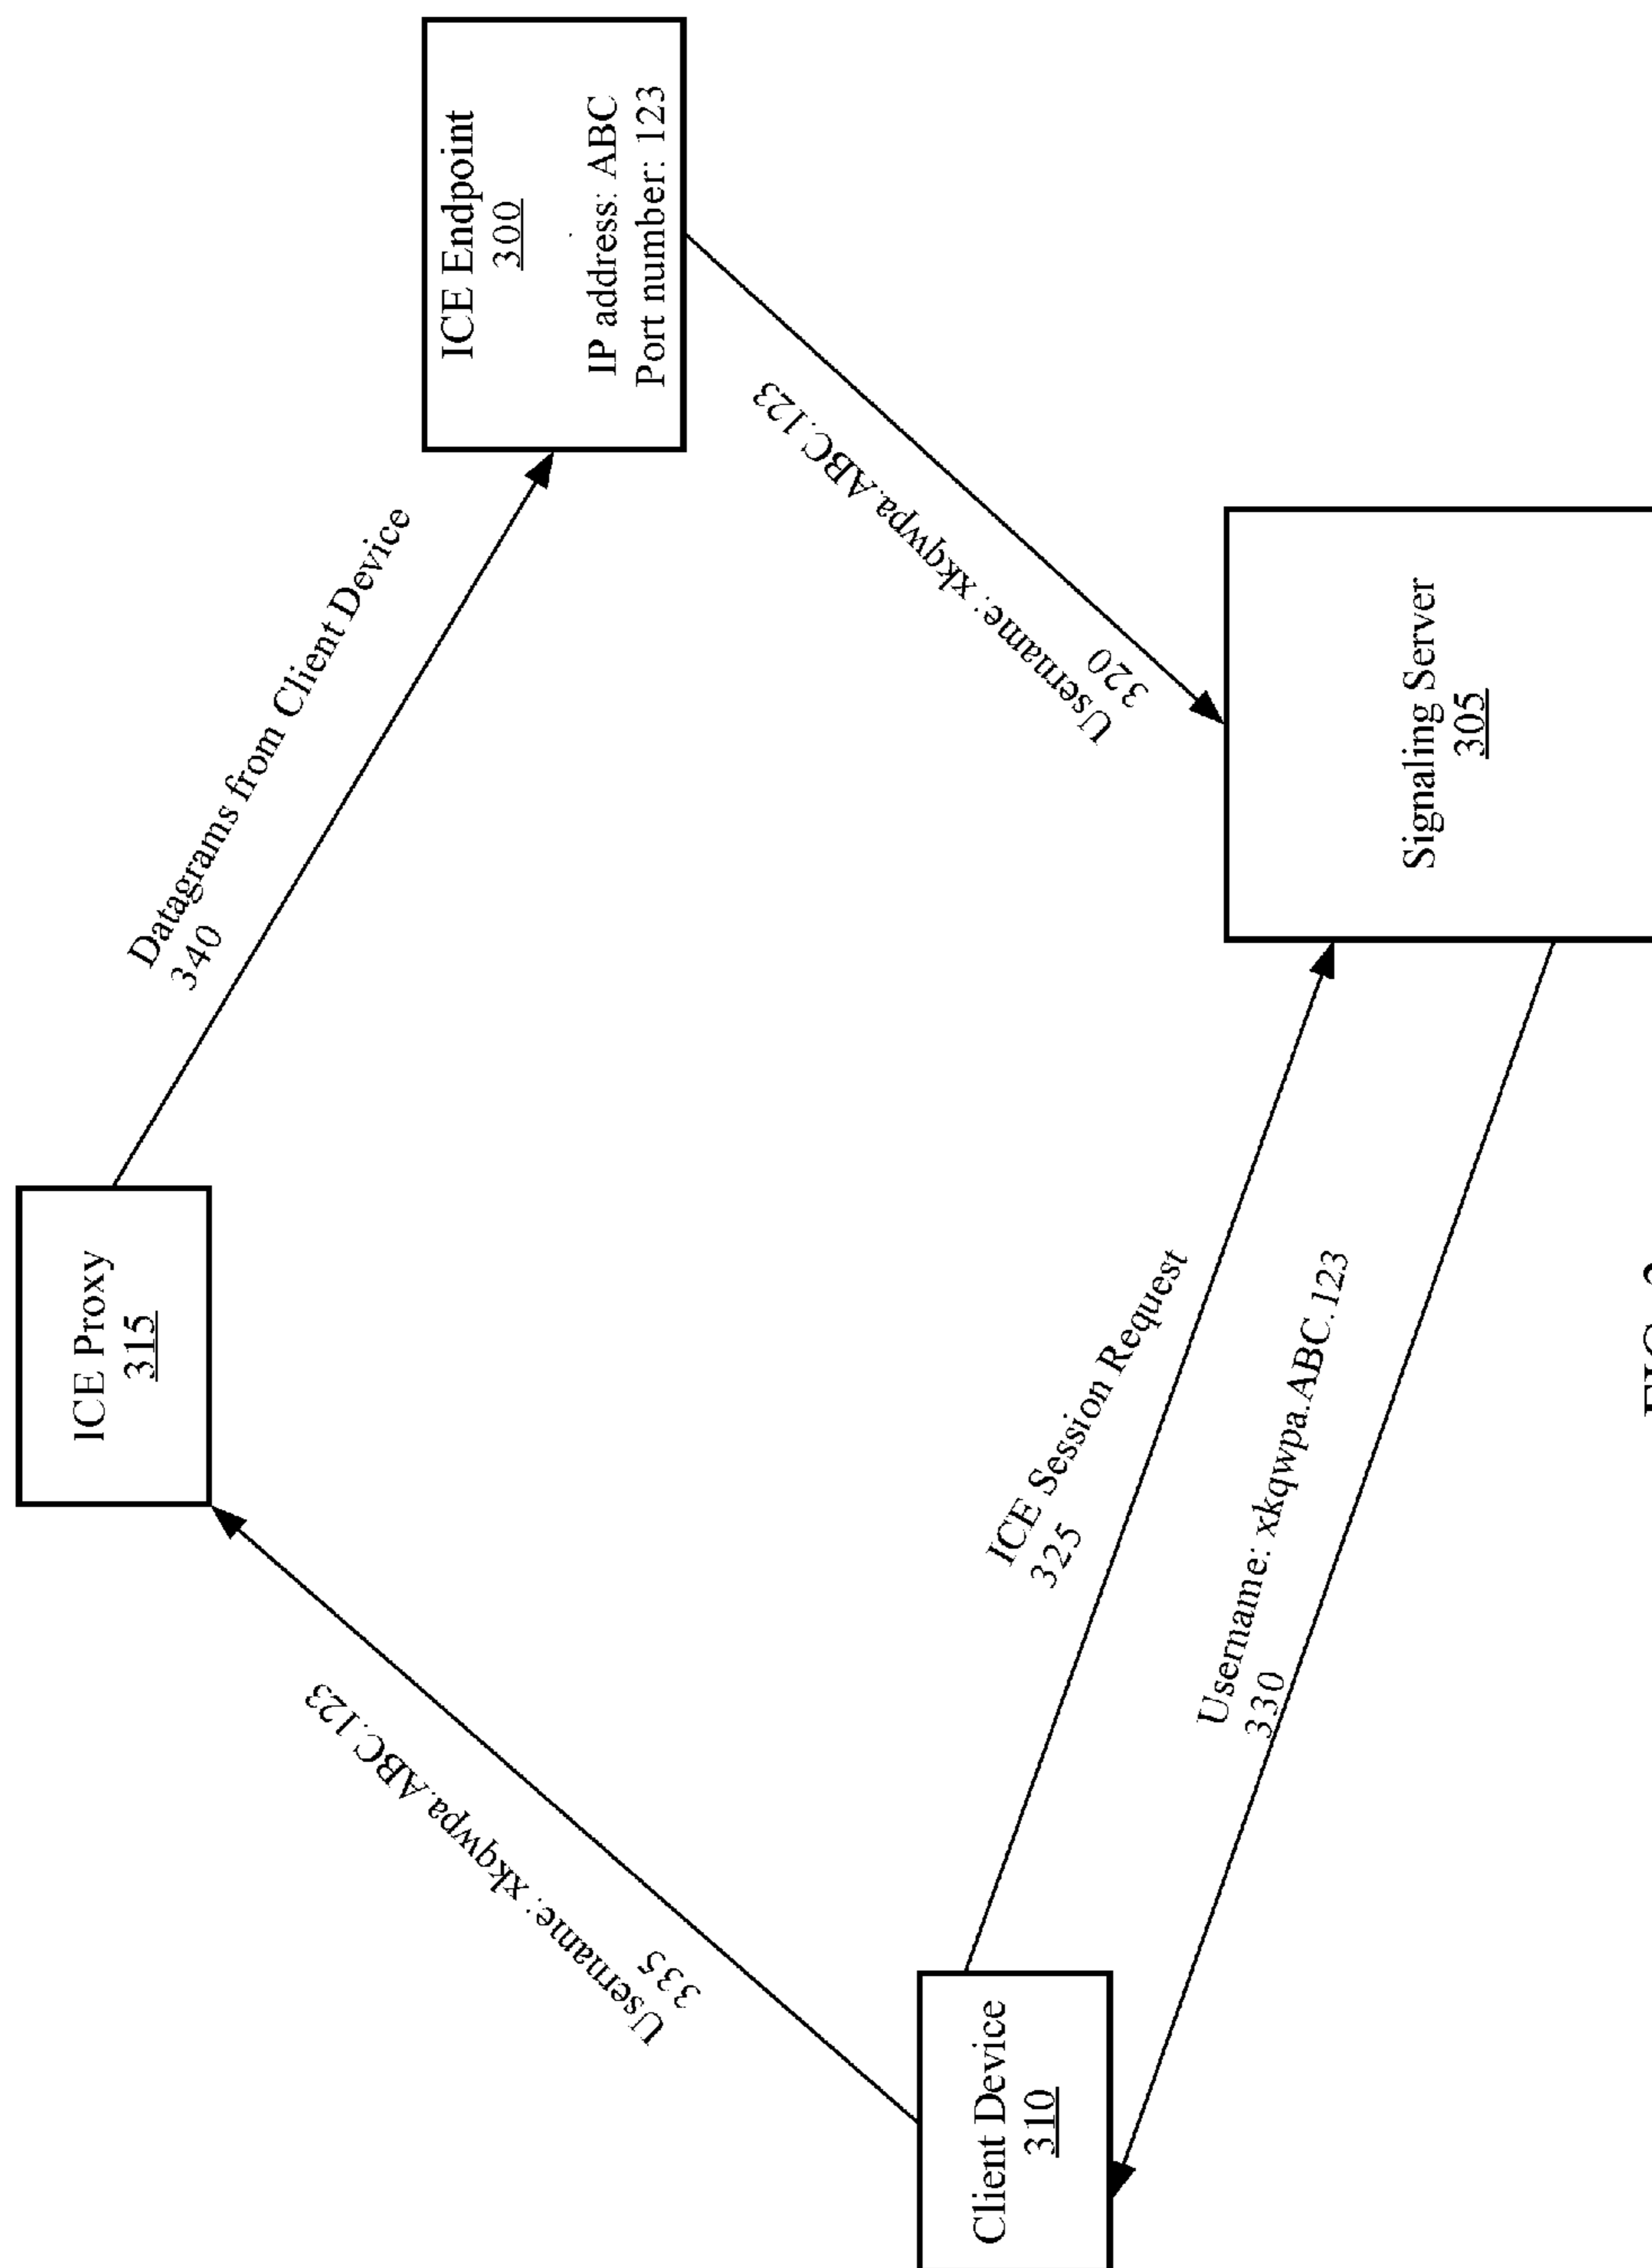 ICE Proxy
315
Datagrams from Client Device
340
ICE Endpoint
300
IP address: ABC
Port number: 123
Username: xkqwpa.ABC.123
335
Username: xkqwpa.ABC.123
320
Client Device
310
ICE Session Request
325
Username: xkqwpa.ABC.123
330
Signaling Server
305